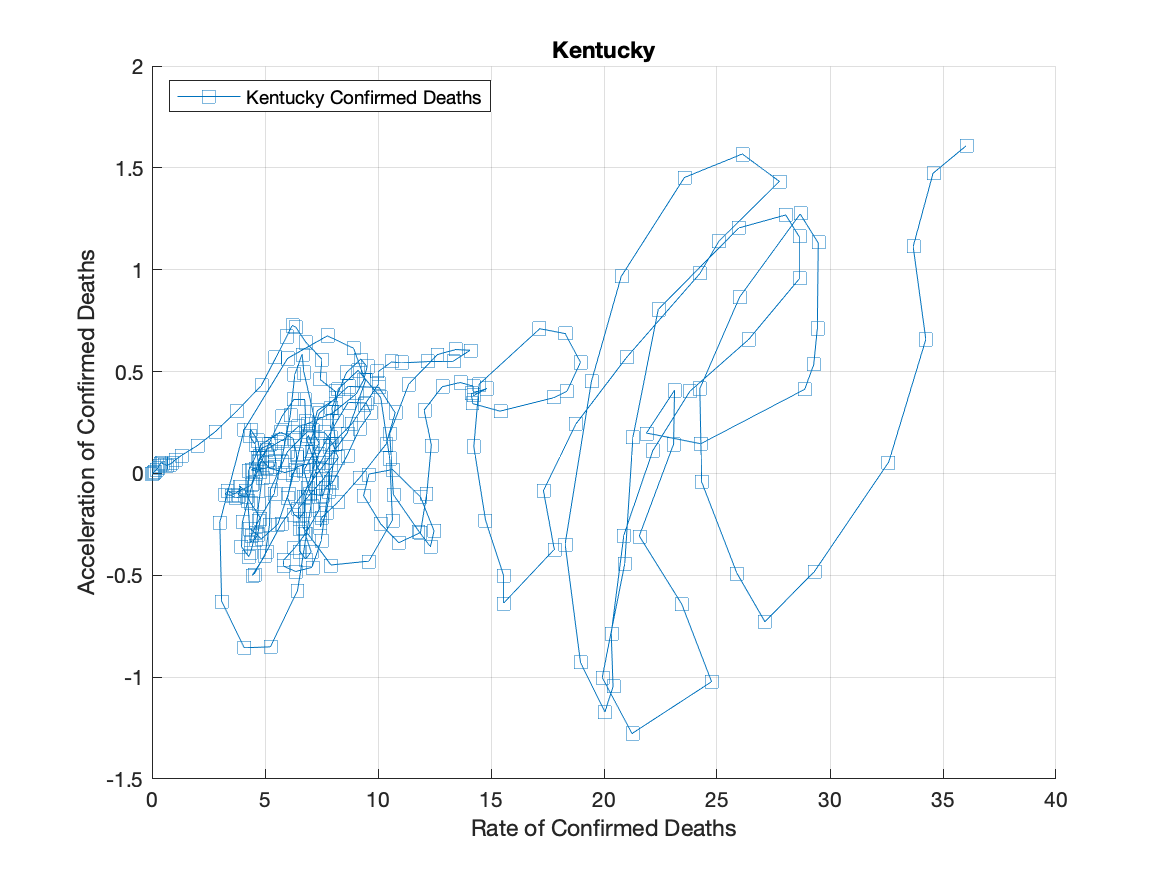 Kentucky
Kentucky Confirmed Deaths
2
1.5
1
0.5
0
-0.5
-1
-1.5
Acceleration of Confirmed Deaths
0 5 10 15 20 25 30 35 40
Rate of Confirmed Deaths